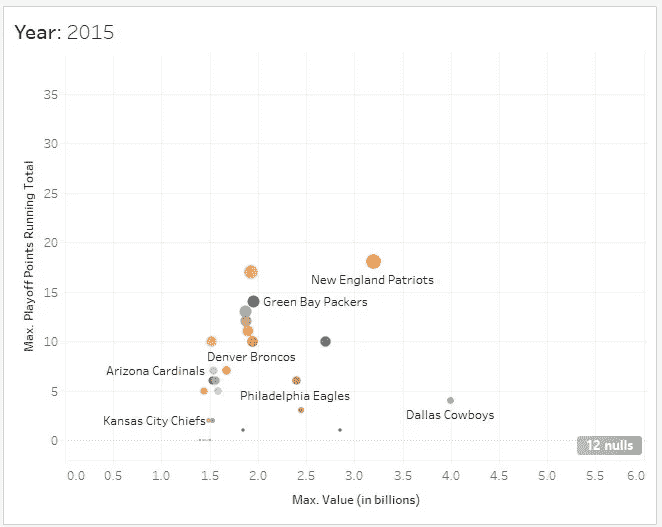 Year: 2015
Max. Playoff Points Running Total
35
30
25
20
15
10
5
0
New England Patriots
Green Bay Packers
Denver Broncos
Arizona Cardinals
Philadelphia Eagles
Dallas Cowboys
Kansas City Chiefs
12 nulls
0.0 0.5 1.0 1.5 2.0 2.5 3.0 3.5 4.0 4.5 5.0 5.5 6.0
Max. Value (in billions)